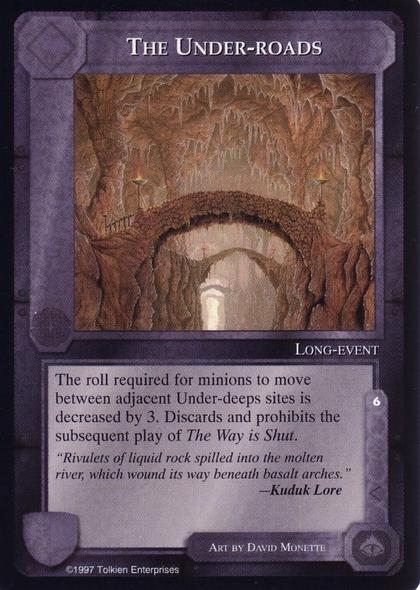 THE UNDER-ROADS
LONG-EVENT
The roll required for minions to move
between adjacent Under-deeps sites is
decreased by 3. Discards and prohibits the
subsequent play of The Way is Shut.
“Rivulets of liquid rock spilled into the molten
river, which wound its way beneath basalt arches.”
—Kuduk Lore
6
ART BY DAVID MONETTE
©1997 Tolkien Enterprises